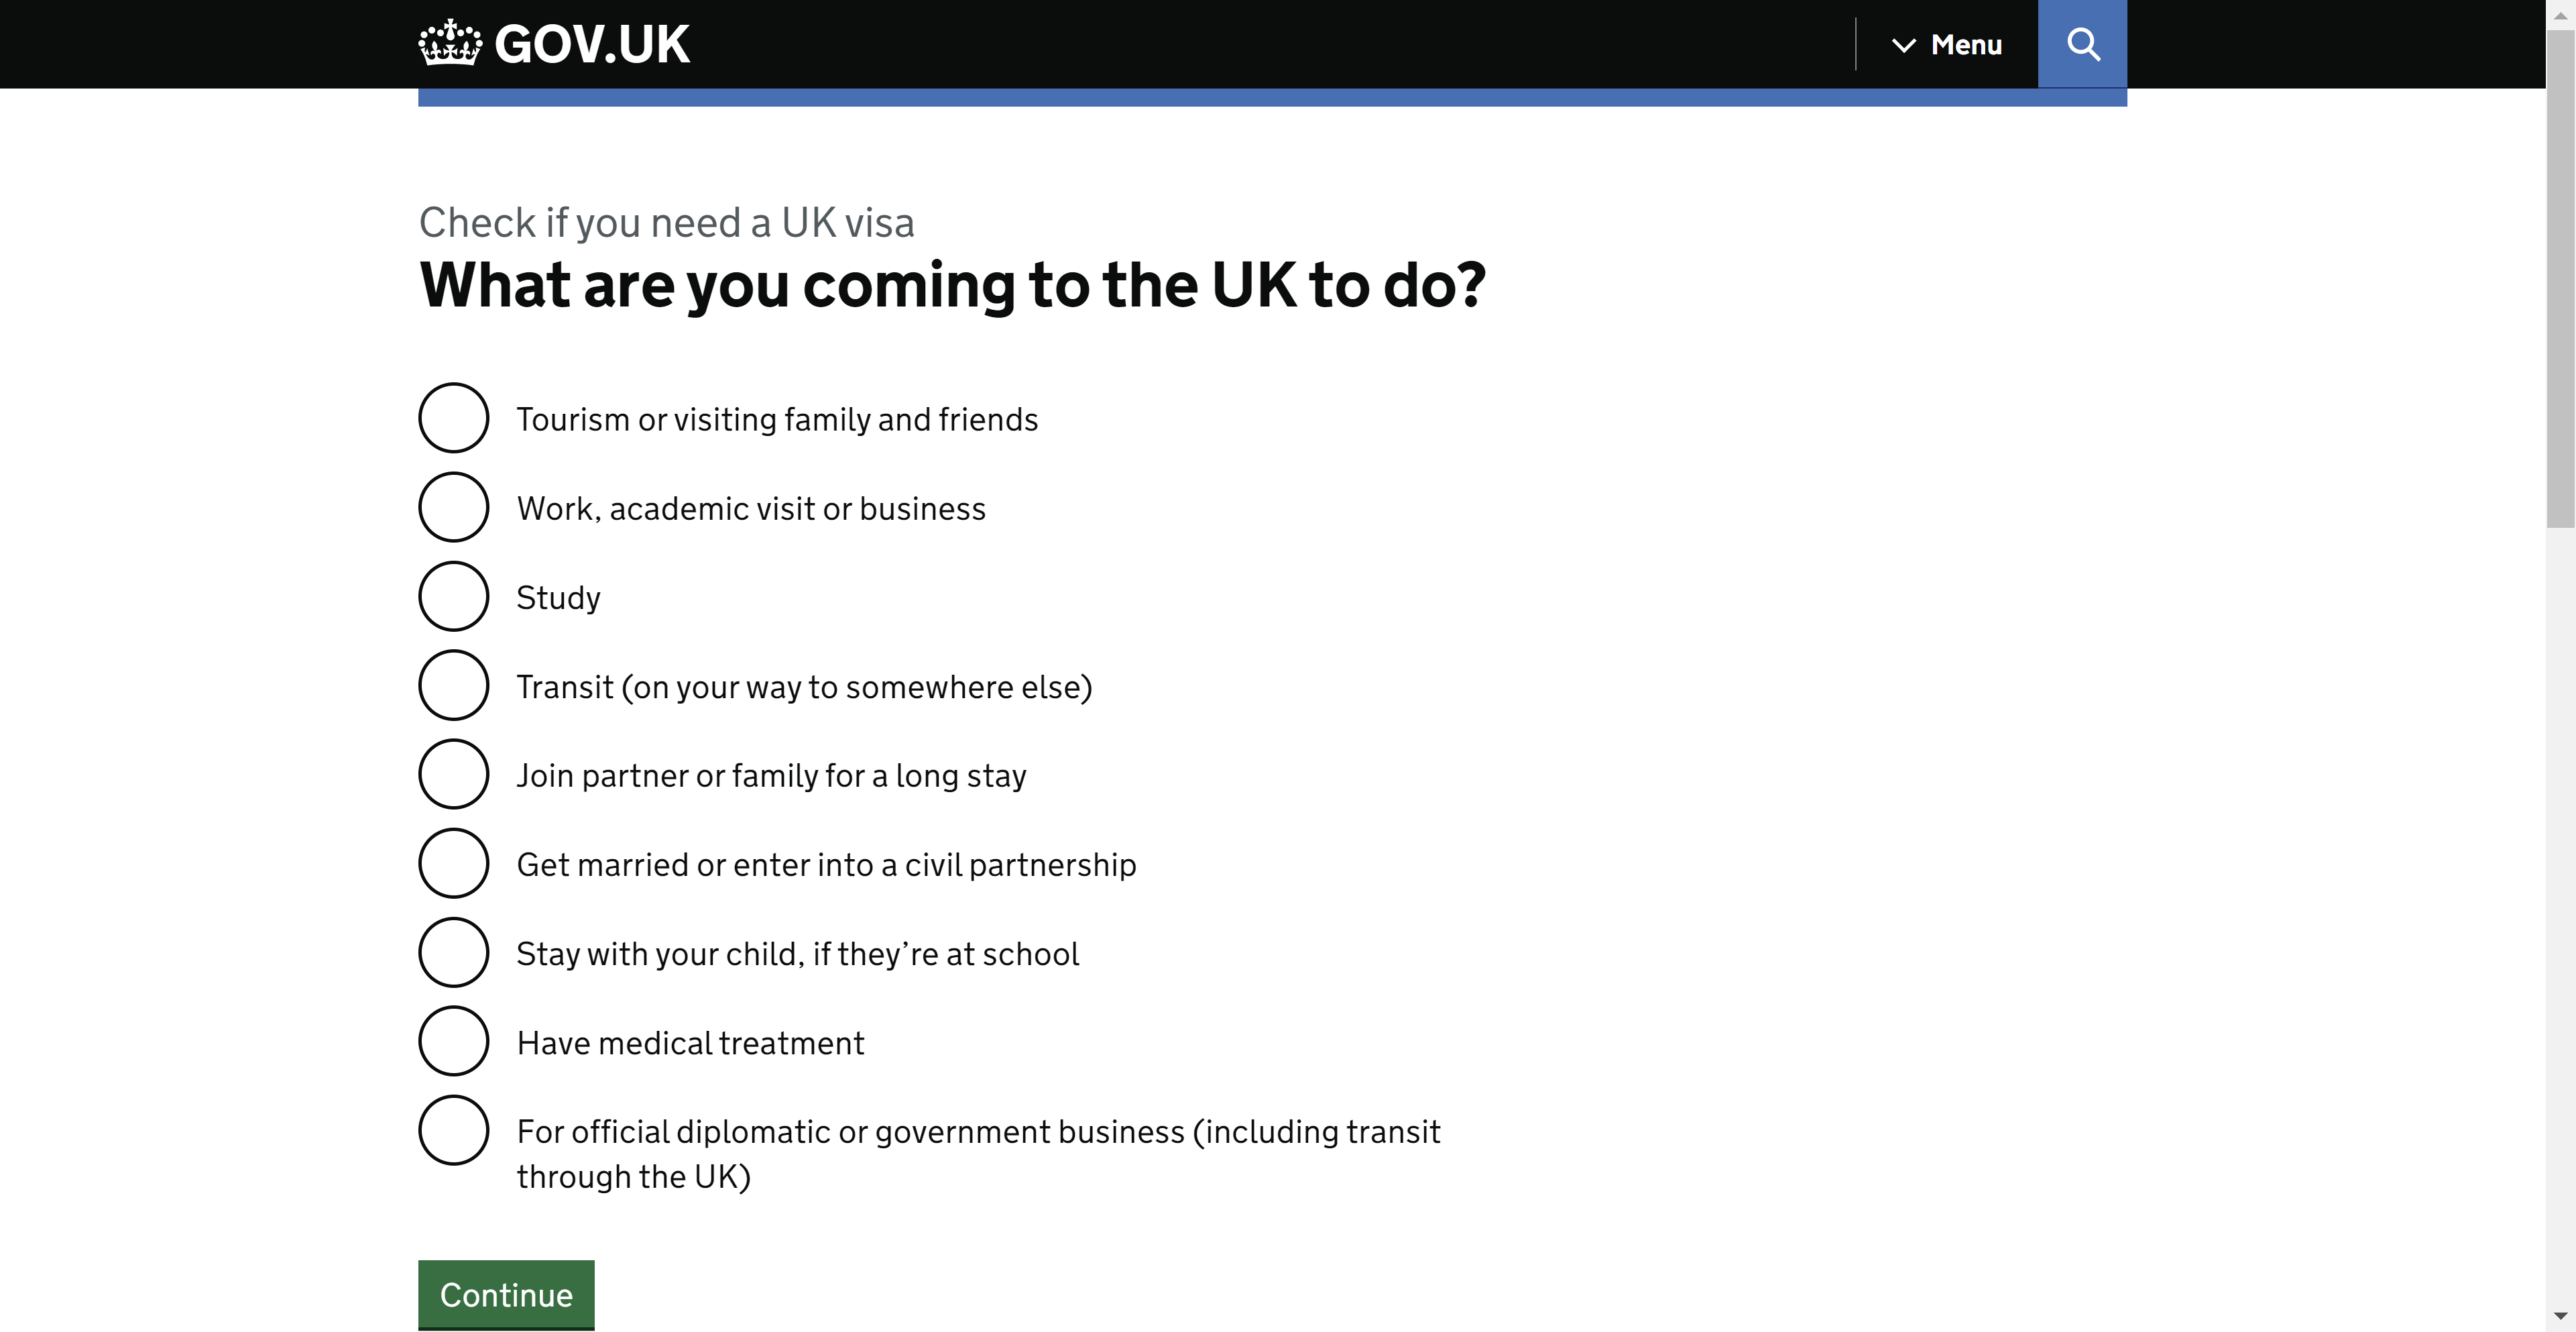 GOV.UK
Menu
Check if you need a UK visa
What are you coming to the UK to do?
Tourism or visiting family and friends
Work, academic visit or business
Study
Transit (on your way to somewhere else)
Join partner or family for a long stay
Get married or enter into a civil partnership
Stay with your child, if they’re at school
Have medical treatment
For official diplomatic or government business (including transit
through the UK)
Continue